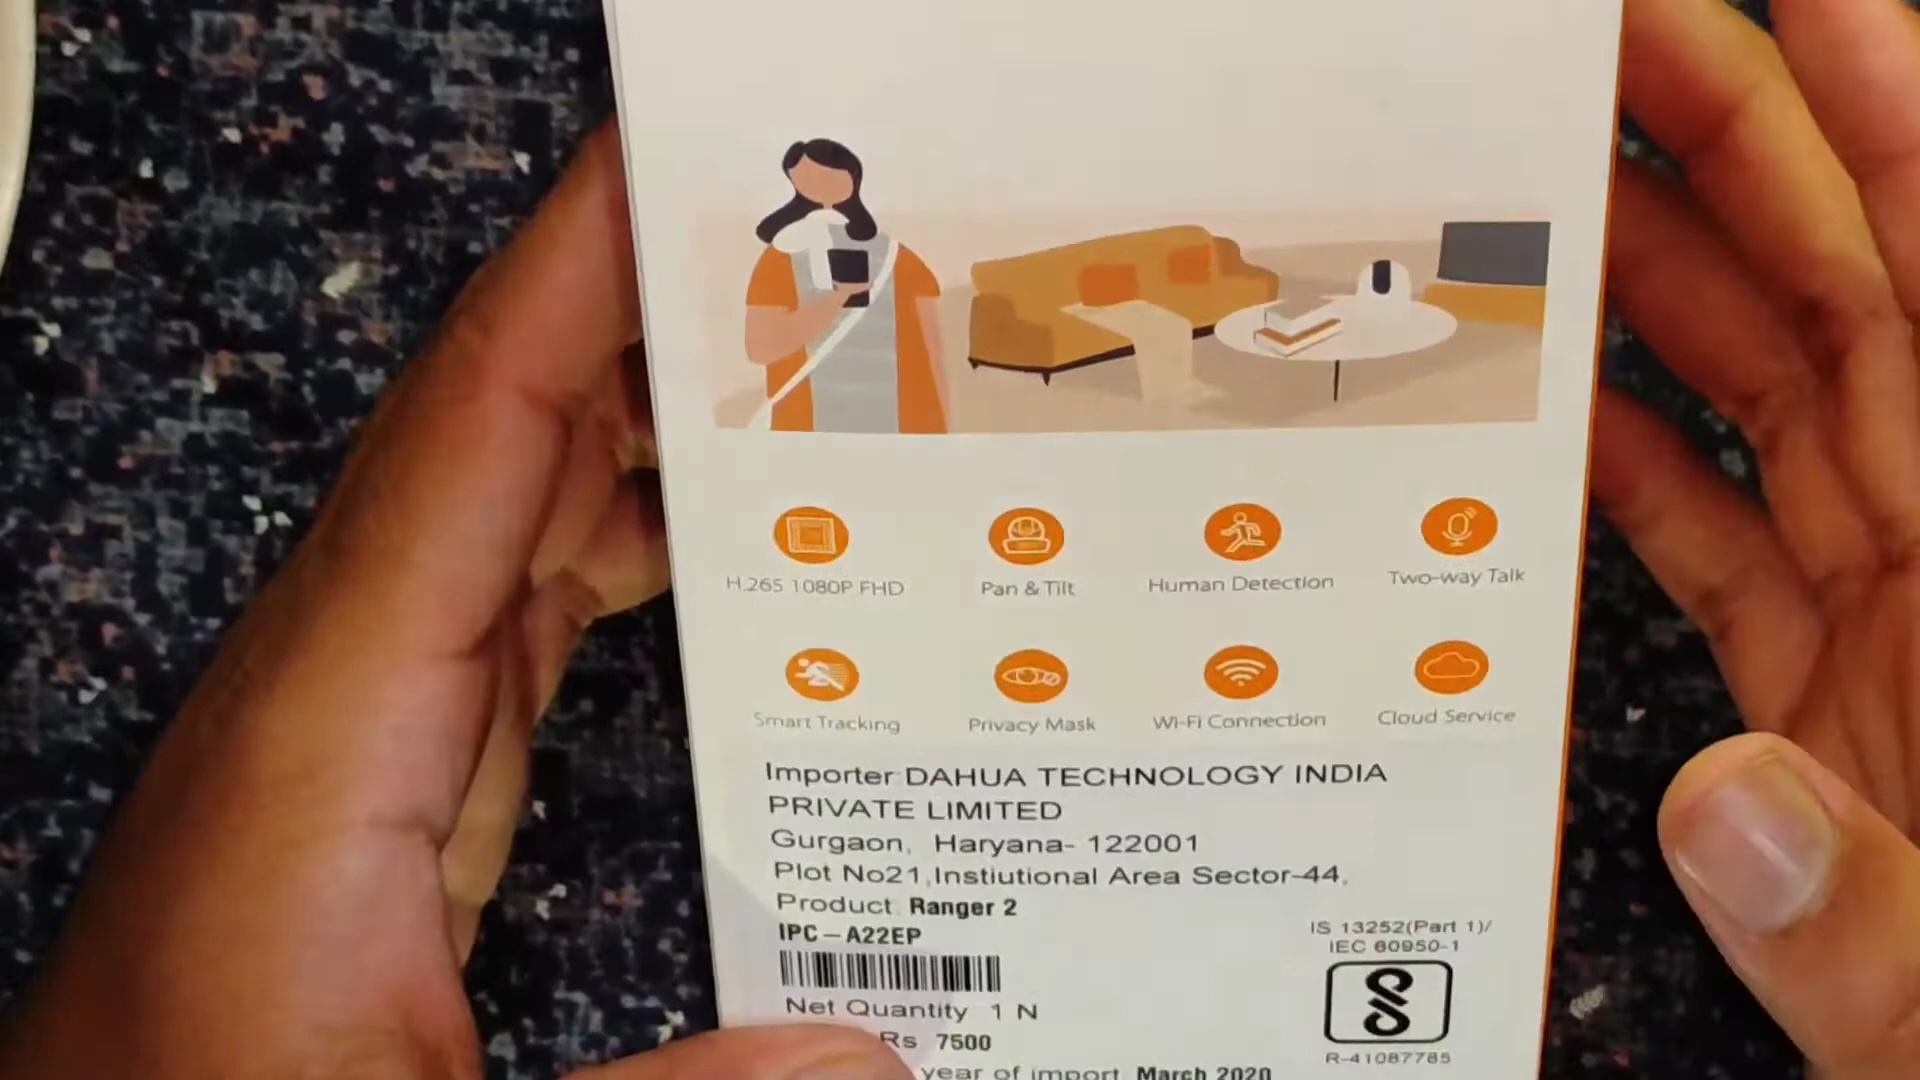 H.265 1080P FHD
Pan & Tilt
Human Detection
Two-way Talk
Smart Tracking
Privacy Mask
Wi-Fi Connection
Cloud Service
Importer DAHUA TECHNOLOGY INDIA
PRIVATE LIMITED
Gurgaon, Haryana- 122001
Plot No21,Instiutional Area Sector-44,
Product: Ranger 2
IPC-A22EP
IS 13252(Part 1)/
IEC 60950-1
Net Quantity 1 N
Rs 7500
R-41087785
year of import March 2020